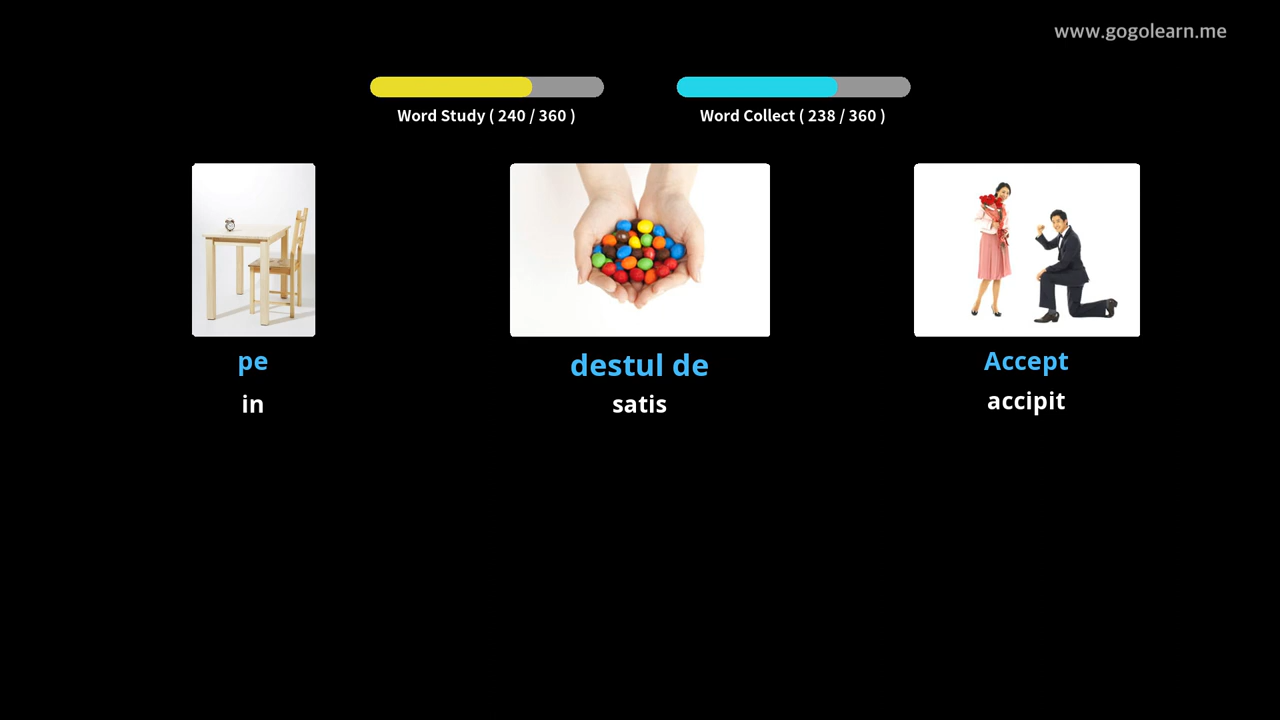 www.gogolearn.me
Word Study ( 240 / 360 )
Word Collect ( 238 / 360 )
pe
in
destul de
satis
Accept
accipit